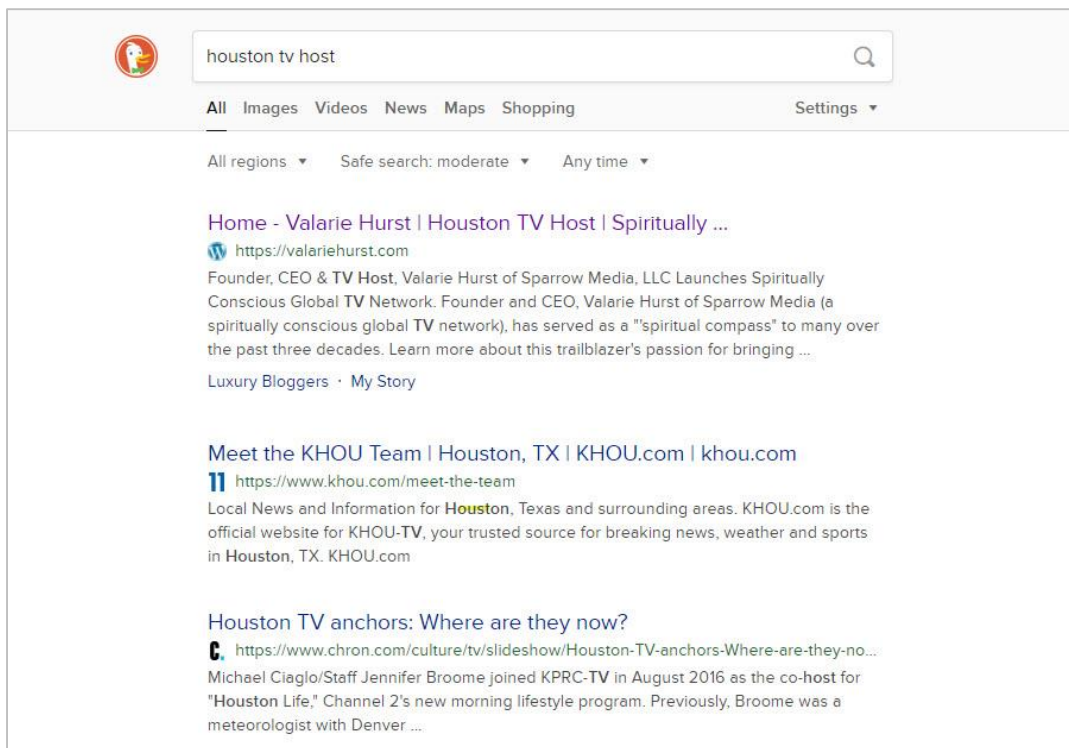 houston tv host
All Images Videos News Maps Shopping Settings
All regions Safe search: moderate Any time
Home - Valarie Hurst | Houston TV Host | Spiritually ...
https://valariehurst.com
Founder, CEO & TV Host, Valarie Hurst of Sparrow Media, LLC Launches Spiritually
Conscious Global TV Network. Founder and CEO, Valarie Hurst of Sparrow Media (a
spiritually conscious global TV network), has served as a "'spiritual compass" to many over
the past three decades. Learn more about this trailblazer's passion for bringing ...
Luxury Bloggers · My Story
Meet the KHOU Team | Houston, TX | KHOU.com | khou.com
11 https://www.khou.com/meet-the-team
Local News and Information for Houston, Texas and surrounding areas. KHOU.com is the
official website for KHOU-TV, your trusted source for breaking news, weather and sports
in Houston, TX. KHOU.com
Houston TV anchors: Where are they now?
C. https://www.chron.com/culture/tv/slideshow/Houston-TV-anchors-Where-are-they-no...
Michael Ciaglo/Staff Jennifer Broome joined KPRC-TV in August 2016 as the co-host for
"Houston Life," Channel 2's new morning lifestyle program. Previously, Broome was a
meteorologist with Denver ...